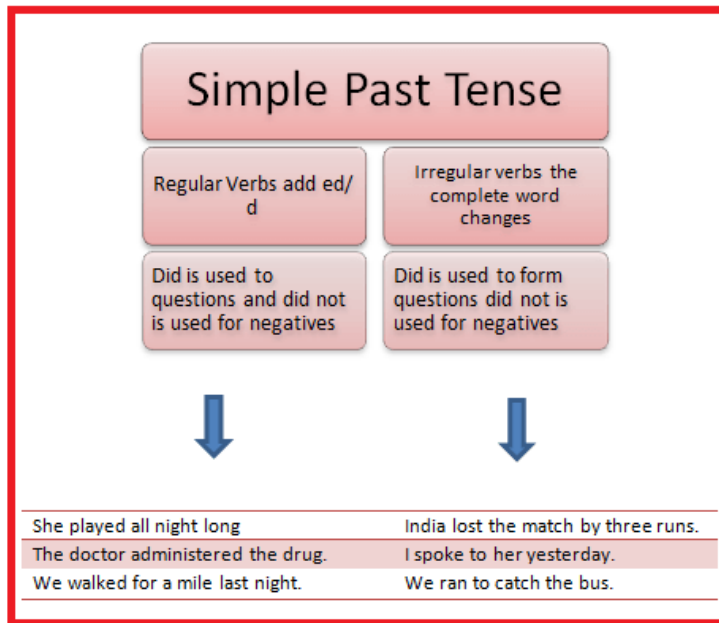 Simple Past Tense
Regular Verbs add ed/
d
Irregular verbs the
complete word
changes
Did is used to
questions and did not
is used for negatives
Did is used to form
questions did not is
used for negatives
She played all night long
India lost the match by three runs.
The doctor administered the drug.
I spoke to her yesterday.
We walked for a mile last night.
We ran to catch the bus.